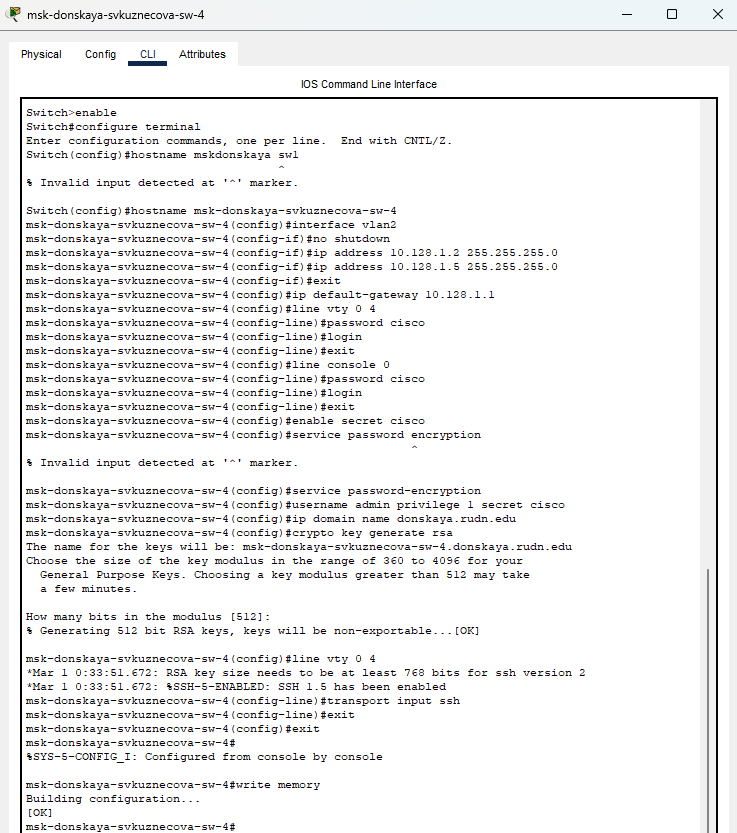 msk-donskaya-svkuznecova-sw-4
Physical Config CLI Attributes
IOS Command Line Interface
Switch>enable
Switch#configure terminal
Enter configuration commands, one per line.  End with CNTL/Z.
Switch(config)#hostname mskdonskaya swl
^
% Invalid input detected at '^' marker.
Switch(config)#hostname msk-donskaya-svkuznecova-sw-4
msk-donskaya-svkuznecova-sw-4(config)#interface vlan2
msk-donskaya-svkuznecova-sw-4(config-if)#no shutdown
msk-donskaya-svkuznecova-sw-4(config-if)#ip address 10.128.1.2 255.255.255.0
msk-donskaya-svkuznecova-sw-4(config-if)#ip address 10.128.1.5 255.255.255.0
msk-donskaya-svkuznecova-sw-4(config-if)#exit
msk-donskaya-svkuznecova-sw-4(config)#ip default-gateway 10.128.1.1
msk-donskaya-svkuznecova-sw-4(config)#line vty 0 4
msk-donskaya-svkuznecova-sw-4(config-line)#password cisco
msk-donskaya-svkuznecova-sw-4(config-line)#login
msk-donskaya-svkuznecova-sw-4(config-line)#exit
msk-donskaya-svkuznecova-sw-4(config)#line console 0
msk-donskaya-svkuznecova-sw-4(config-line)#password cisco
msk-donskaya-svkuznecova-sw-4(config-line)#login
msk-donskaya-svkuznecova-sw-4(config-line)#exit
msk-donskaya-svkuznecova-sw-4(config)#enable secret cisco
msk-donskaya-svkuznecova-sw-4(config)#service password encryption
^
% Invalid input detected at '^' marker.
msk-donskaya-svkuznecova-sw-4(config)#service password-encryption
msk-donskaya-svkuznecova-sw-4(config)#username admin privilege 1 secret cisco
msk-donskaya-svkuznecova-sw-4(config)#ip domain name donskaya.rudn.edu
msk-donskaya-svkuznecova-sw-4(config)#crypto key generate rsa
The name for the keys will be: msk-donskaya-svkuznecova-sw-4.donskaya.rudn.edu
Choose the size of the key modulus in the range of 360 to 4096 for your
General Purpose Keys. Choosing a key modulus greater than 512 may take
a few minutes.
How many bits in the modulus [512]:
% Generating 512 bit RSA keys, keys will be non-exportable...[OK]
msk-donskaya-svkuznecova-sw-4(config)#line vty 0 4
*Mar 1 0:33:51.672: RSA key size needs to be at least 768 bits for ssh version 2
*Mar 1 0:33:51.672: %SSH-5-ENABLED: SSH 1.5 has been enabled
msk-donskaya-svkuznecova-sw-4(config-line)#transport input ssh
msk-donskaya-svkuznecova-sw-4(config-line)#exit
msk-donskaya-svkuznecova-sw-4(config)#exit
msk-donskaya-svkuznecova-sw-4#
%SYS-5-CONFIG_I: Configured from console by console
msk-donskaya-svkuznecova-sw-4#write memory
Building configuration...
[OK]
msk-donskaya-svkuznecova-sw-4#